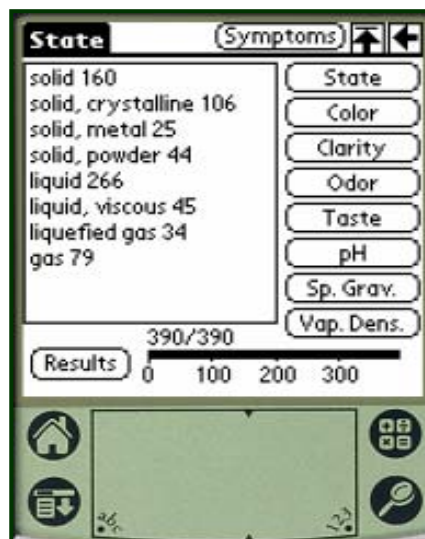 State
Symptoms
solid 160
solid, crystalline 106
solid, metal 25
solid, powder 44
liquid 266
liquid, viscous 45
liquefied gas 34
gas 79
State
Color
Clarity
Odor
Taste
pH
Sp. Grav.
Vap. Dens.
390/390
Results
0 100 200 300
abc
123